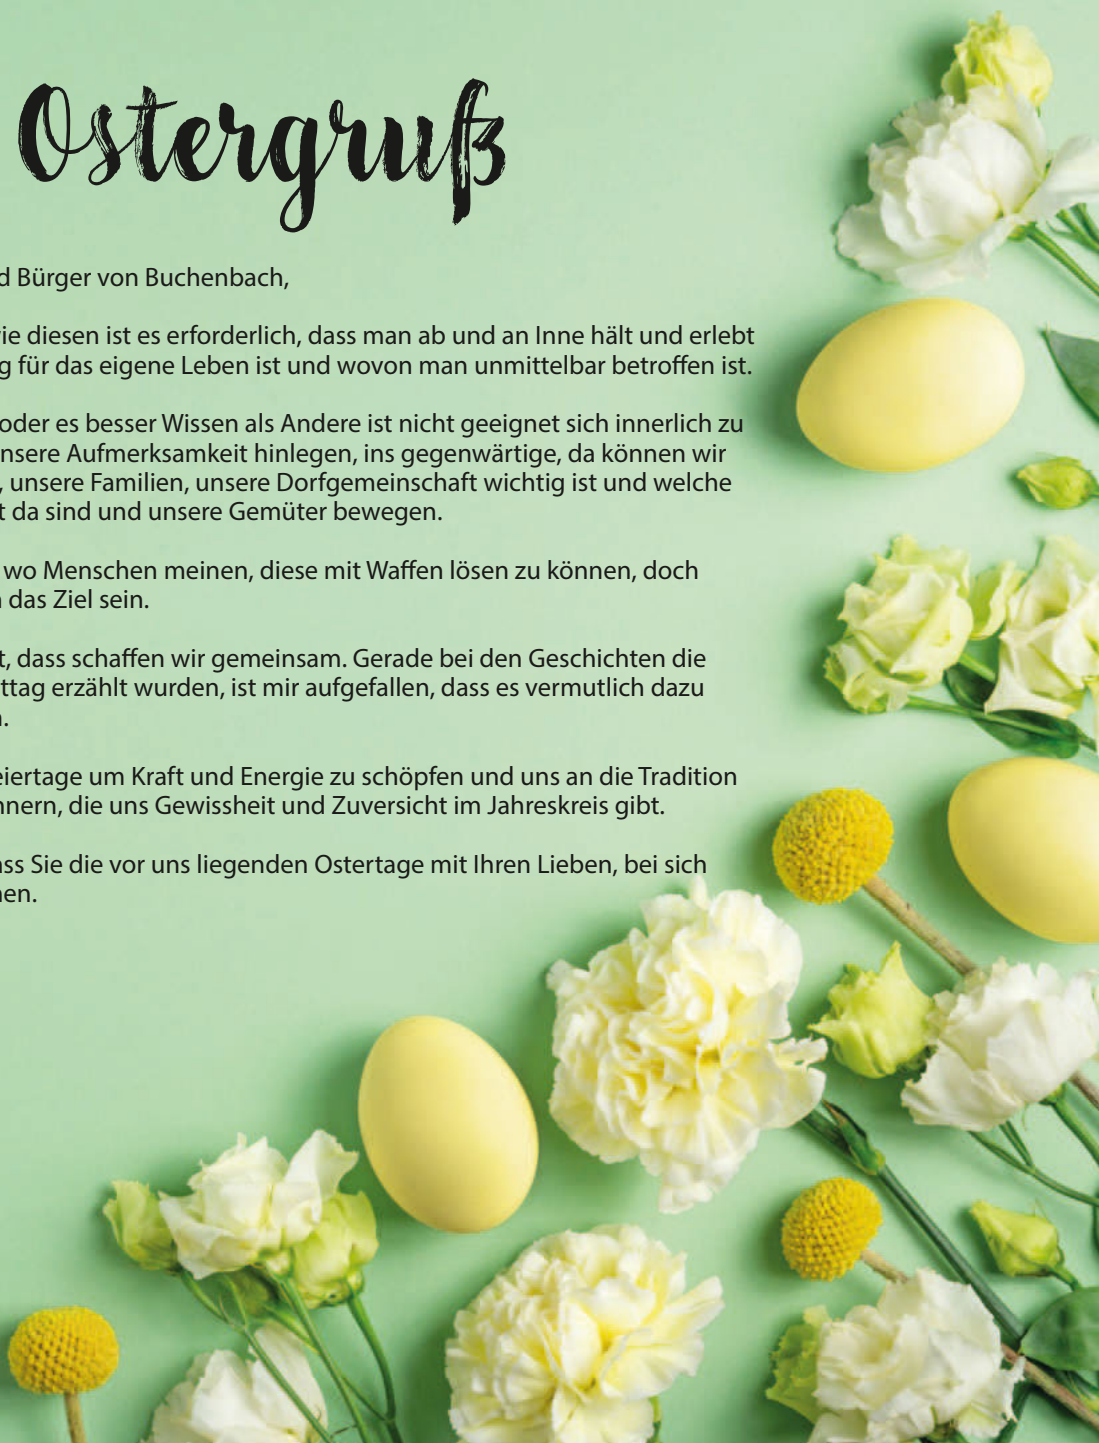 Ostergruß
d Bürger von Buchenbach,
ie diesen ist es erforderlich, dass man ab und an Inne hält und erlebt
g für das eigene Leben ist und wovon man unmittelbar betroffen ist.
oder es besser Wissen als Andere ist nicht geeignet sich innerlich zu
nsere Aufmerksamkeit hinlegen, ins gegenwärtige, da können wir
, unsere Familien, unsere Dorfgemeinschaft wichtig ist und welche
t da sind und unsere Gemüter bewegen.
wo Menschen meinen, diese mit Waffen lösen zu können, doch
das Ziel sein.
t, dass schaffen wir gemeinsam. Gerade bei den Geschichten die
ttag erzählt wurden, ist mir aufgefallen, dass es vermutlich dazu
.
eiertage um Kraft und Energie zu schöpfen und uns an die Tradition
nnern, die uns Gewissheit und Zuversicht im Jahreskreis gibt.
ss Sie die vor uns liegenden Ostertage mit Ihren Lieben, bei sich
en.